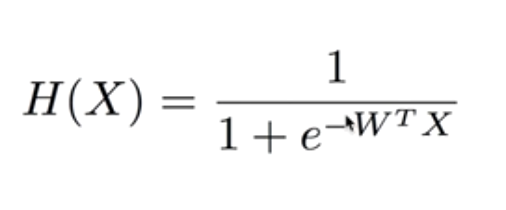 H(X) = 1 / (1 + e^{-W^T X})